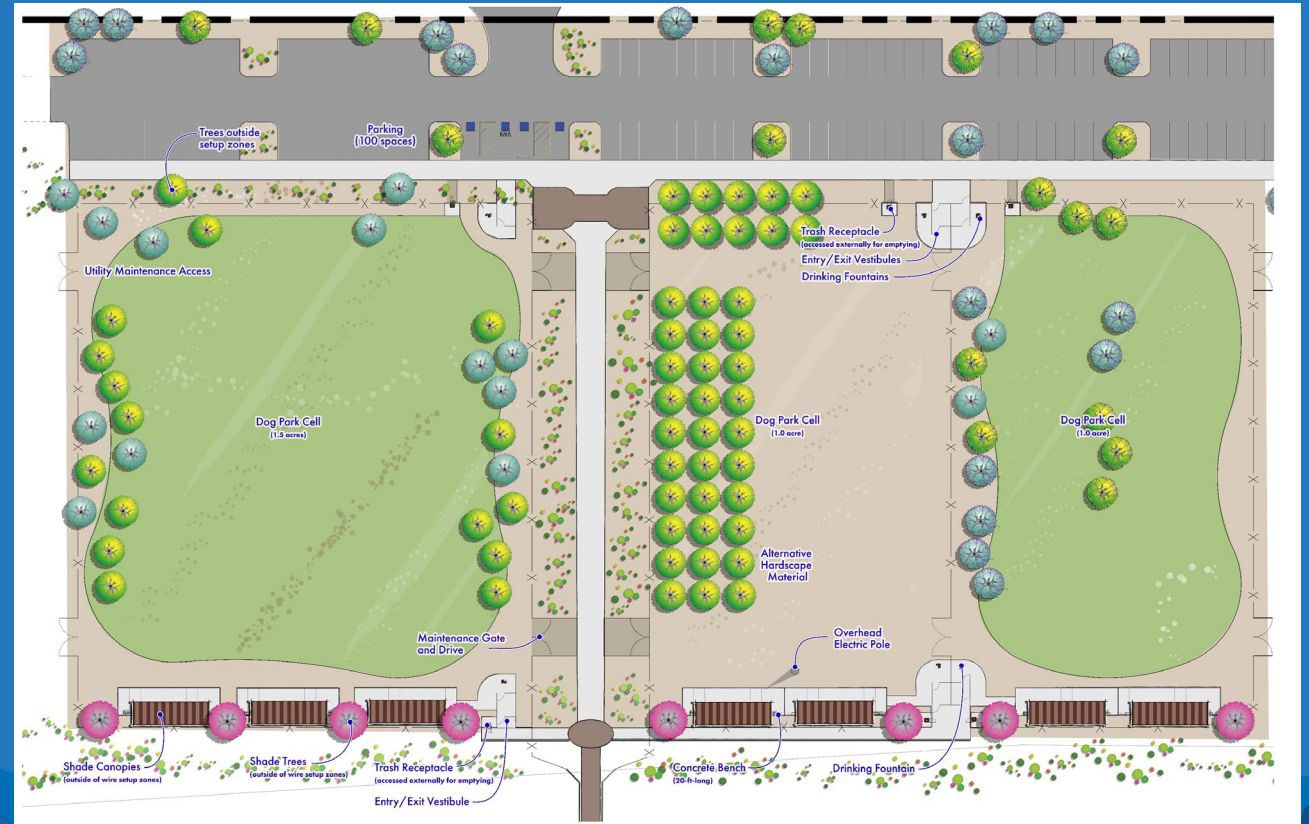 Trees outside
setup zones
Parking
(100 spaces)
VAN
Trash Receptacle
(accessed externally for emptying)
Entry/Exit Vestibules
Drinking Fountains
Utility Maintenance Access
Dog Park Cell
(1.5 acres)
Dog Park Cell
(1.0 acre)
Dog Park Cell
(1.0 acre)
Alternative
Hardscape
Material
Maintenance Gate
and Drive
Overhead
Electric Pole
Shade Canopies
(outside of wire setup zones)
Shade Trees
(outside of wire setup zones)
Trash Receptacle
(accessed externally for emptying)
Entry/Exit Vestibule
Concrete Bench
(20-ft-long)
Drinking Fountain